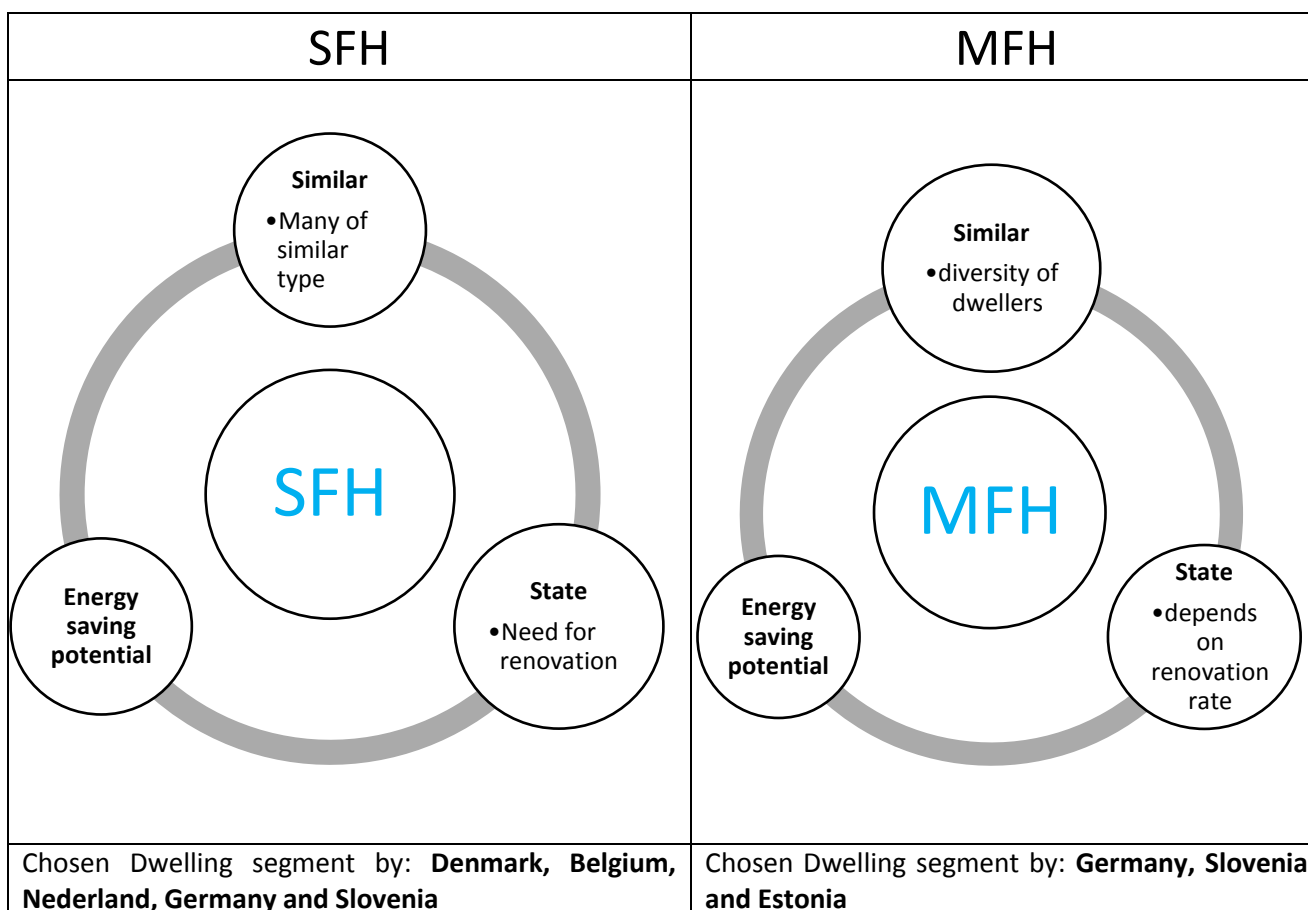 SFH
MFH
Similar
•Many of
similar
type
SFH
Energy
saving
potential
State
•Need for
renovation
Similar
•diversity of
dwellers
MFH
Energy
saving
potential
State
•depends
on
renovation
rate
Chosen Dwelling segment by: Denmark, Belgium,
Nederland, Germany and Slovenia
Chosen Dwelling segment by: Germany, Slovenia
and Estonia